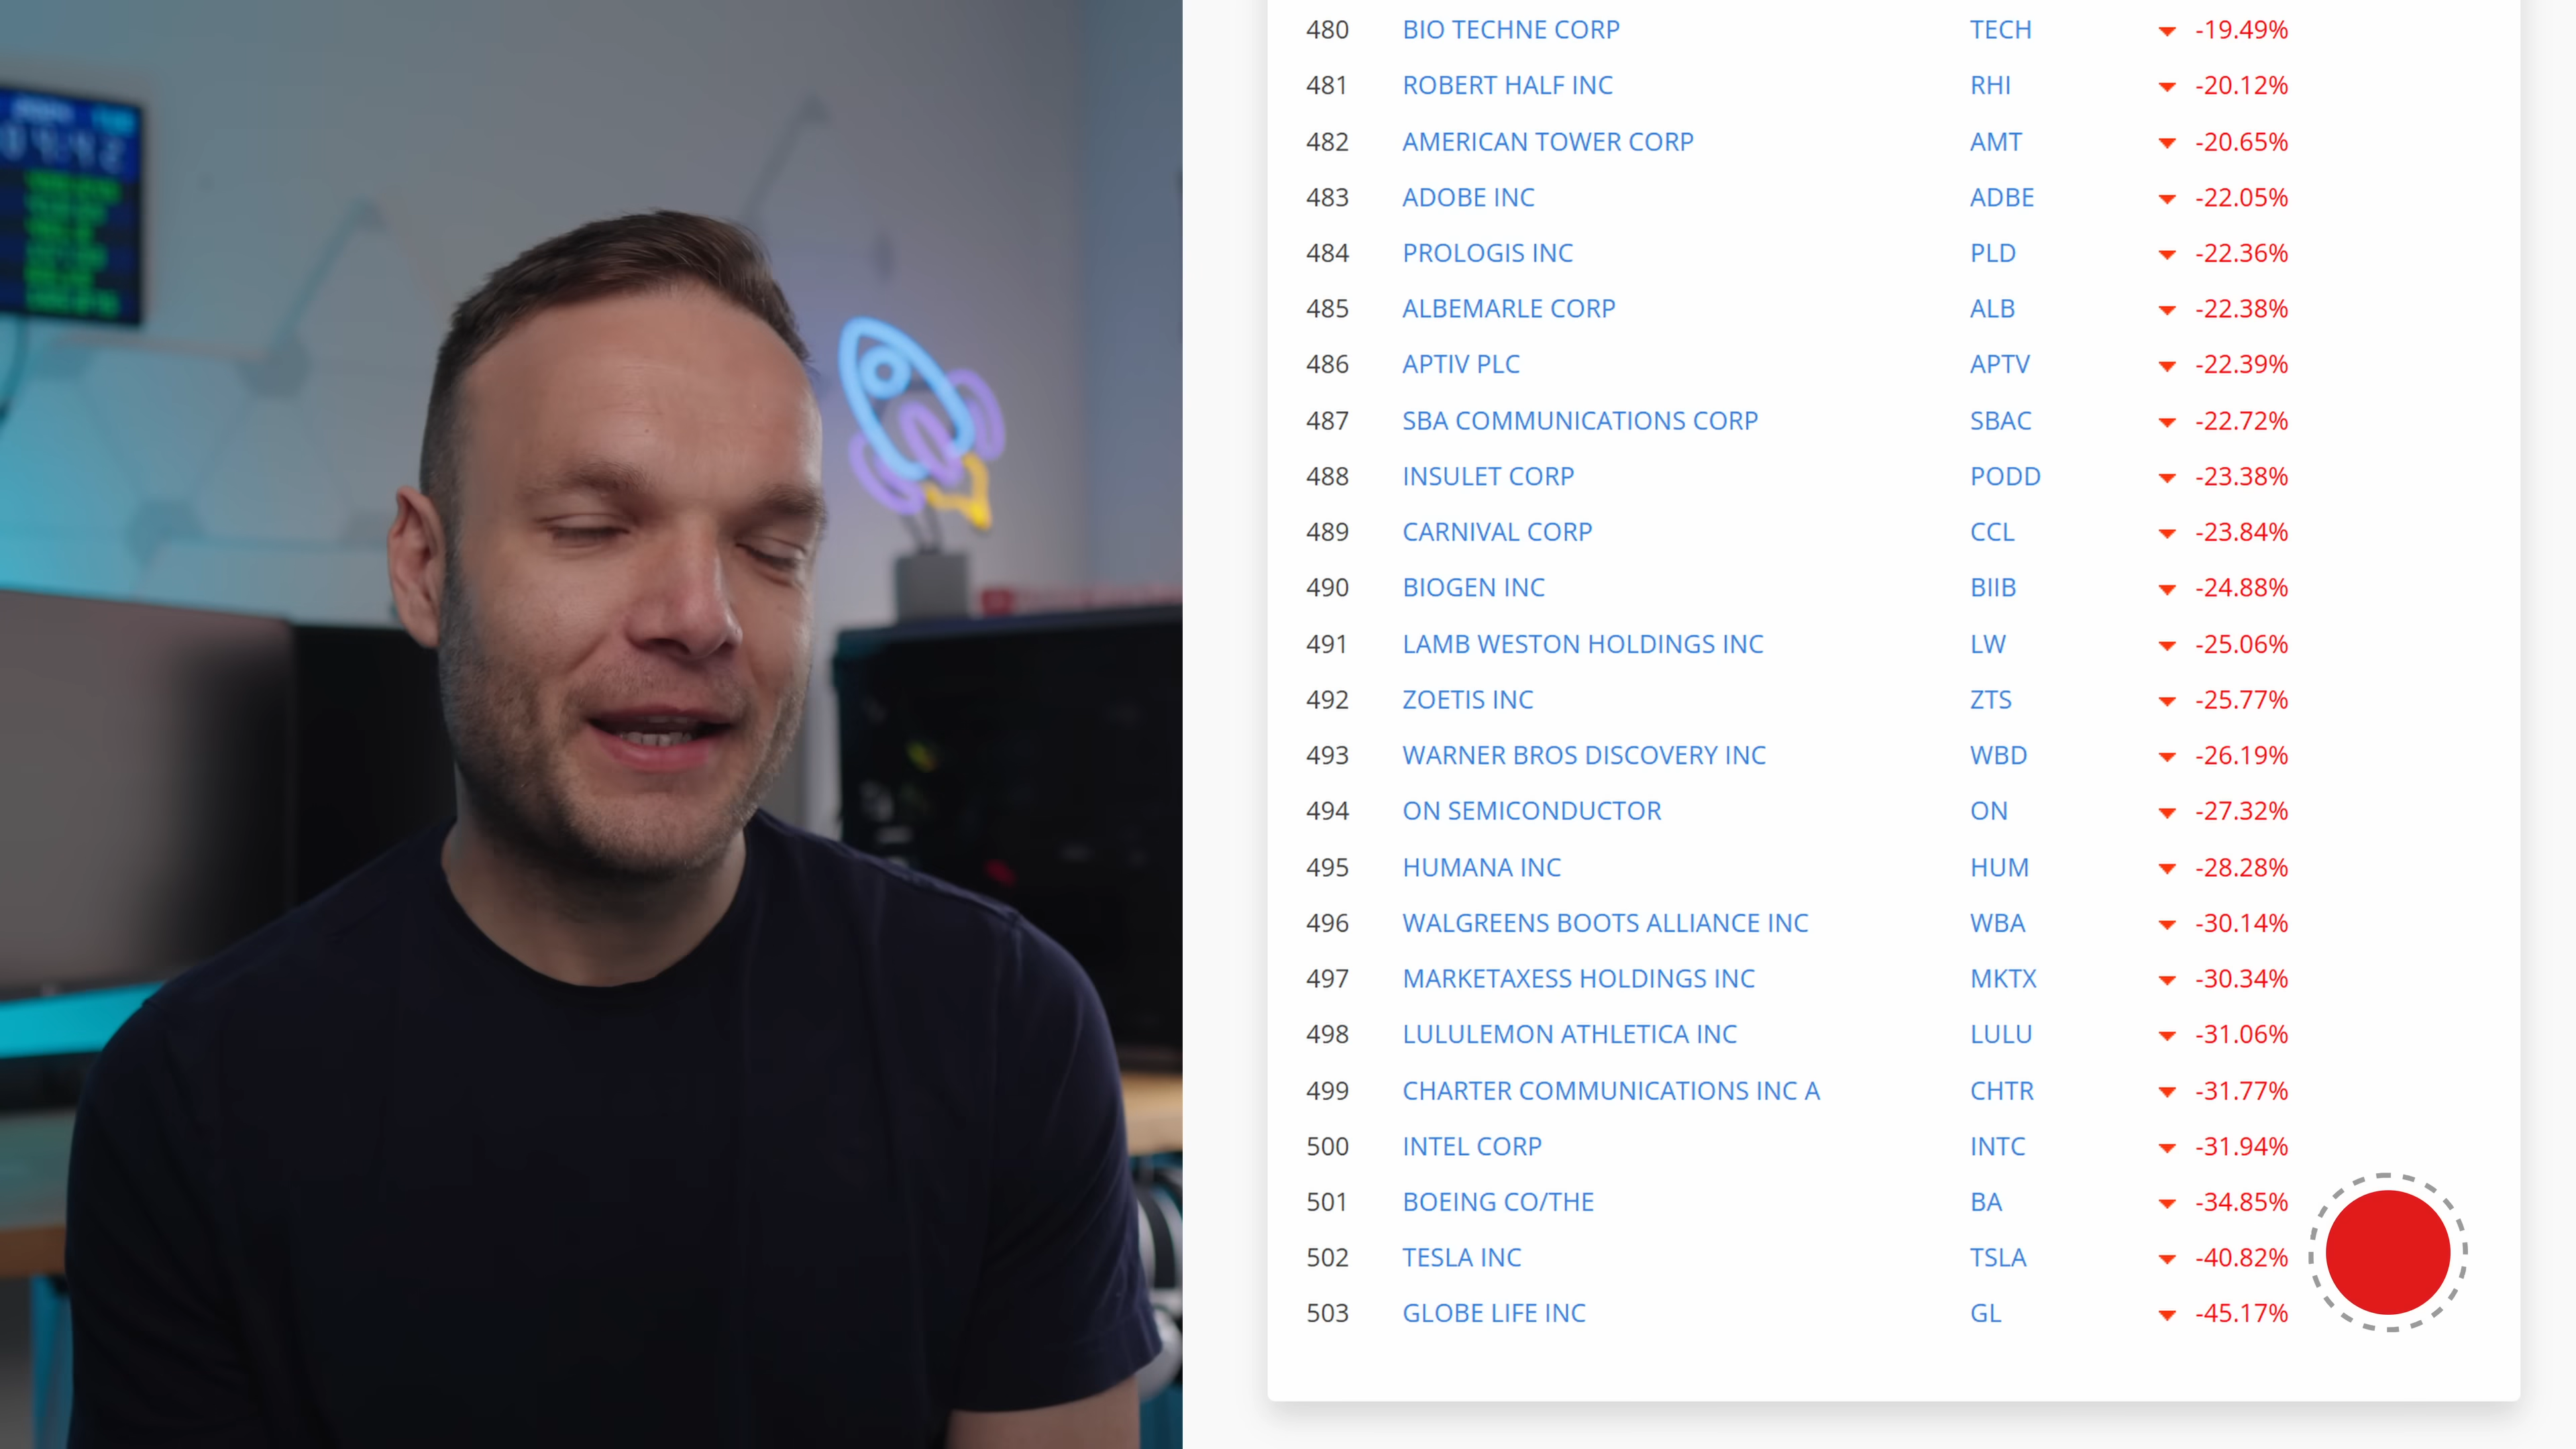 480 BIO TECHNE CORP TECH -19.49%
481 ROBERT HALF INC RHI -20.12%
482 AMERICAN TOWER CORP AMT -20.65%
483 ADOBE INC ADBE -22.05%
484 PROLOGIS INC PLD -22.36%
485 ALBEMARLE CORP ALB -22.38%
486 APTIV PLC APTV -22.39%
487 SBA COMMUNICATIONS CORP SBAC -22.72%
488 INSULET CORP PODD -23.38%
489 CARNIVAL CORP CCL -23.84%
490 BIOGEN INC BIIB -24.88%
491 LAMB WESTON HOLDINGS INC LW -25.06%
492 ZOETIS INC ZTS -25.77%
493 WARNER BROS DISCOVERY INC WBD -26.19%
494 ON SEMICONDUCTOR ON -27.32%
495 HUMANA INC HUM -28.28%
496 WALGREENS BOOTS ALLIANCE INC WBA -30.14%
497 MARKETAXESS HOLDINGS INC MKTX -30.34%
498 LULULEMON ATHLETICA INC LULU -31.06%
499 CHARTER COMMUNICATIONS INC A CHTR -31.77%
500 INTEL CORP INTC -31.94%
501 BOEING CO/THE BA -34.85%
502 TESLA INC TSLA -40.82%
503 GLOBE LIFE INC GL -45.17%